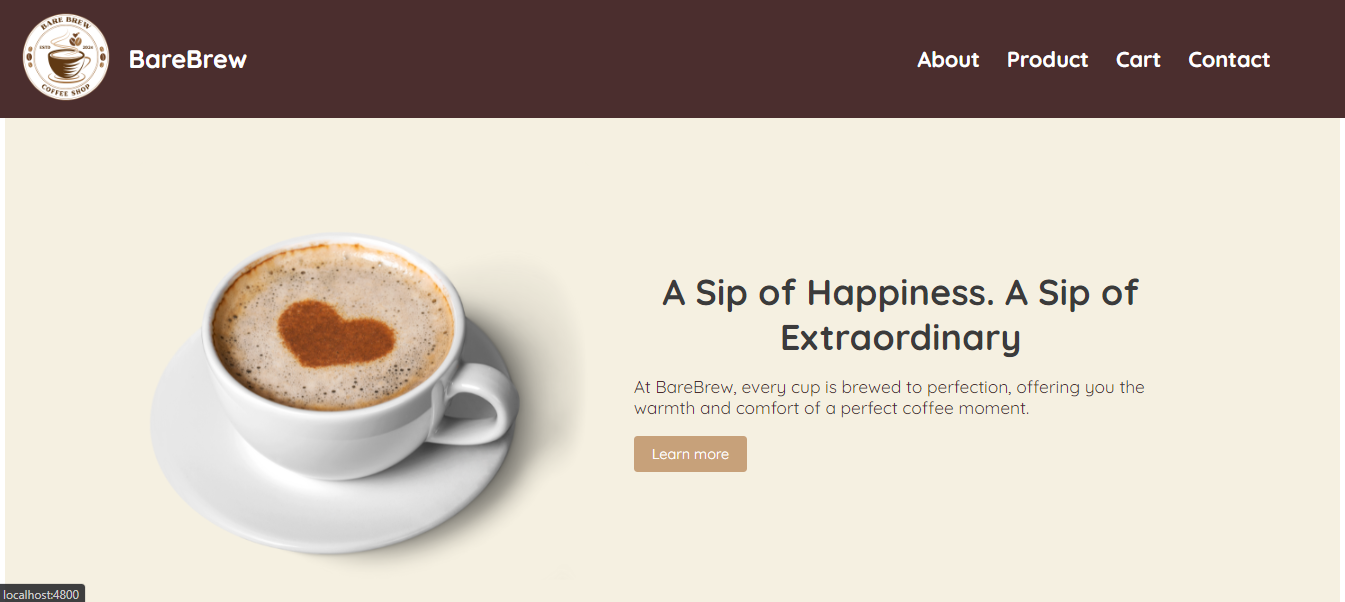 BARE BREW
ESTD 2024
COFFEE SHOP
BareBrew
About Product Cart Contact
A Sip of Happiness. A Sip of
Extraordinary
At BareBrew, every cup is brewed to perfection, offering you the
warmth and comfort of a perfect coffee moment.
Learn more
localhost:4800